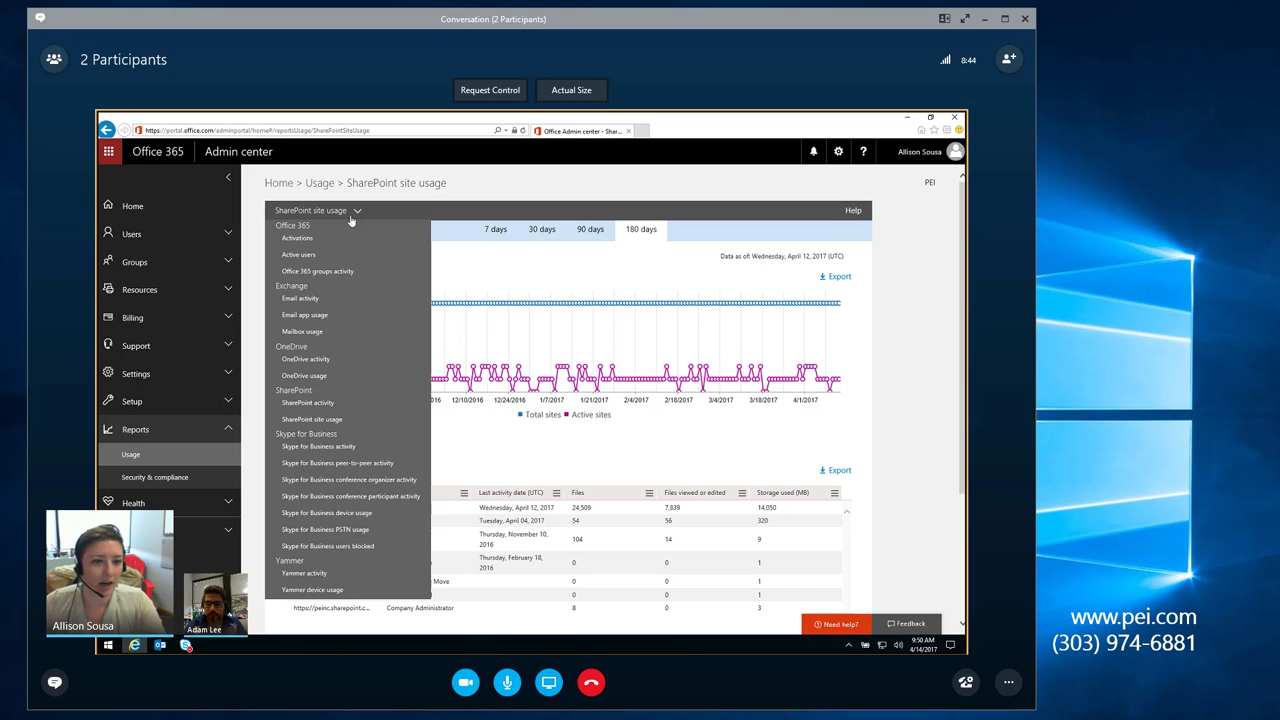 Conversation (2 Participants)
2 Participants
8:44
Request Control
Actual Size
https://portal.office.com/adminportal/home#/reportsUsage/SharePointSiteUsage
Office Admin center - Shar...
Office 365
Admin center
Allison Sousa
Home > Usage > SharePoint site usage
PEI
Home
Users
Groups
Resources
Billing
Support
Settings
Setup
Reports
Usage
Security & compliance
Health
SharePoint site usage
Help
Office 365
Activations
Active users
Office 365 groups activity
Exchange
Email activity
Email app usage
Mailbox usage
OneDrive
OneDrive activity
OneDrive usage
SharePoint
SharePoint activity
SharePoint site usage
Skype for Business
Skype for Business activity
Skype for Business peer-to-peer activity
Skype for Business conference organizer activity
Skype for Business conference participant activity
Skype for Business device usage
Skype for Business PSTN usage
Skype for Business users blocked
Yammer
Yammer activity
Yammer device usage
7 days 30 days 90 days 180 days
Data as of: Wednesday, April 12, 2017 (UTC)
Export
12/10/2016 12/24/2016 1/7/2017 1/21/2017 2/4/2017 2/18/2017 3/4/2017 3/18/2017 4/1/2017
Total sites Active sites
Export
Last activity date (UTC) Files Files viewed or edited Storage used (MB)
Wednesday, April 12, 2017 24,509 7,839 14,050
Tuesday, April 04, 2017 54 56 320
Thursday, November 10, 2016 104 14 9
Thursday, February 18, 2016 0 0 1
Move 0 0 1
0 0 1
https://peinc.sharepoint.c... Company Administrator 8 0 3
Need help?
Feedback
9:50 AM
4/14/2017
Allison Sousa
Adam Lee
www.pei.com
(303) 974-6881